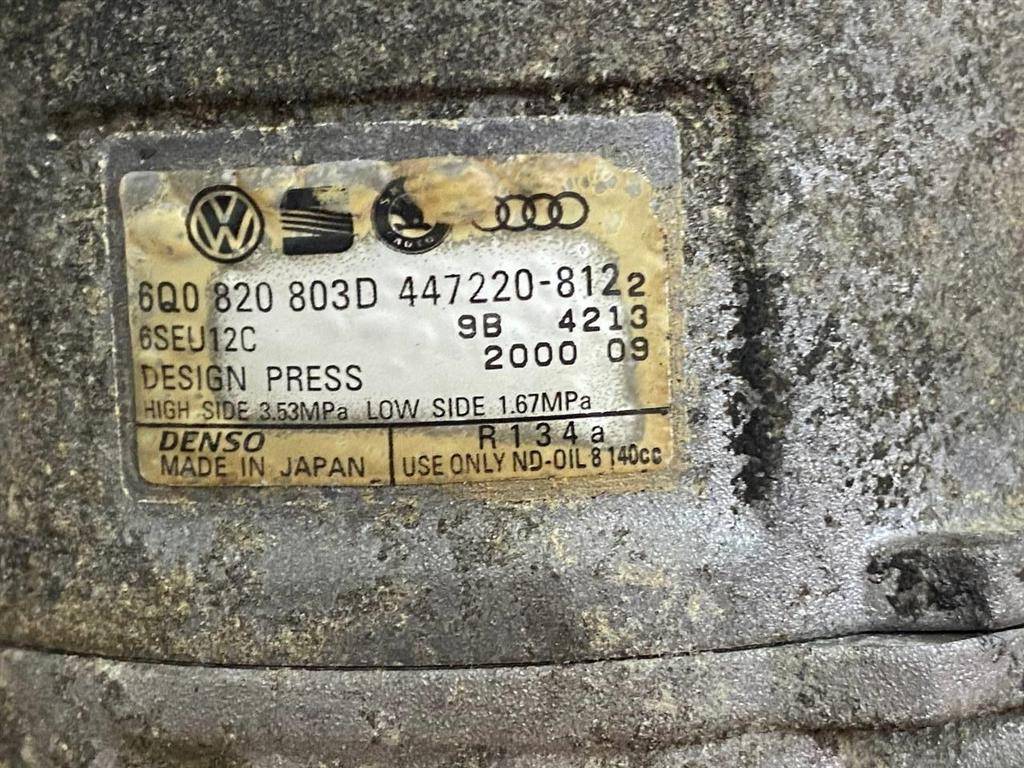 6Q0 820 803D 447220-8122
6SEU12C 9B 4213
2000 09
DESIGN PRESS
HIGH SIDE 3.53MPa LOW SIDE 1.67MPa
DENSO
MADE IN JAPAN
R134a
USE ONLY ND-OIL 8 140cc